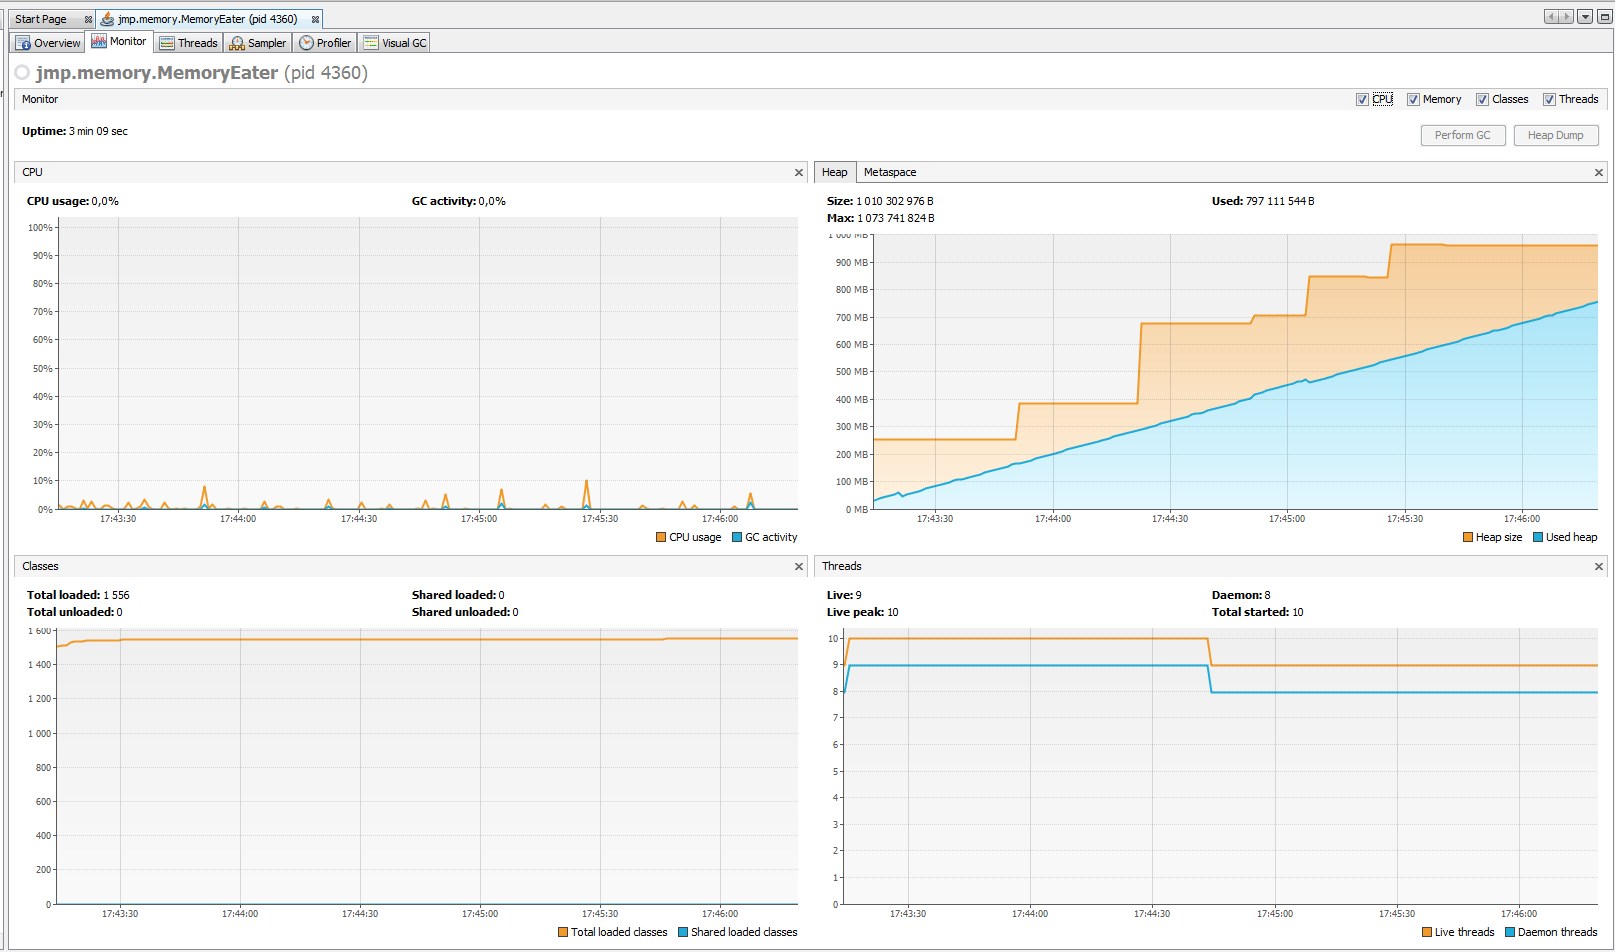 Start Page jmp.memory.MemoryEater (pid 4360)
Overview Monitor Threads Sampler Profiler Visual GC
jmp.memory.MemoryEater (pid 4360)
Monitor CPU Memory Classes Threads
Uptime: 3 min 09 sec
Perform GC Heap Dump
CPU
CPU usage: 0,0% GC activity: 0,0%
100%
90%
80%
70%
60%
50%
40%
30%
20%
10%
0%
17:43:30 17:44:00 17:44:30 17:45:00 17:45:30 17:46:00
CPU usage GC activity
Heap Metaspace
Size: 1 010 302 976 B Used: 797 111 544 B
Max: 1 073 741 824 B
1 000 MB
900 MB
800 MB
700 MB
600 MB
500 MB
400 MB
300 MB
200 MB
100 MB
0 MB
17:43:30 17:44:00 17:44:30 17:45:00 17:45:30 17:46:00
Heap size Used heap
Classes
Total loaded: 1 556 Shared loaded: 0
Total unloaded: 0 Shared unloaded: 0
1 600
1 400
1 200
1 000
800
600
400
200
0
17:43:30 17:44:00 17:44:30 17:45:00 17:45:30 17:46:00
Total loaded classes Shared loaded classes
Threads
Live: 9 Daemon: 8
Live peak: 10 Total started: 10
10
9
8
7
6
5
4
3
2
1
0
17:43:30 17:44:00 17:44:30 17:45:00 17:45:30 17:46:00
Live threads Daemon threads